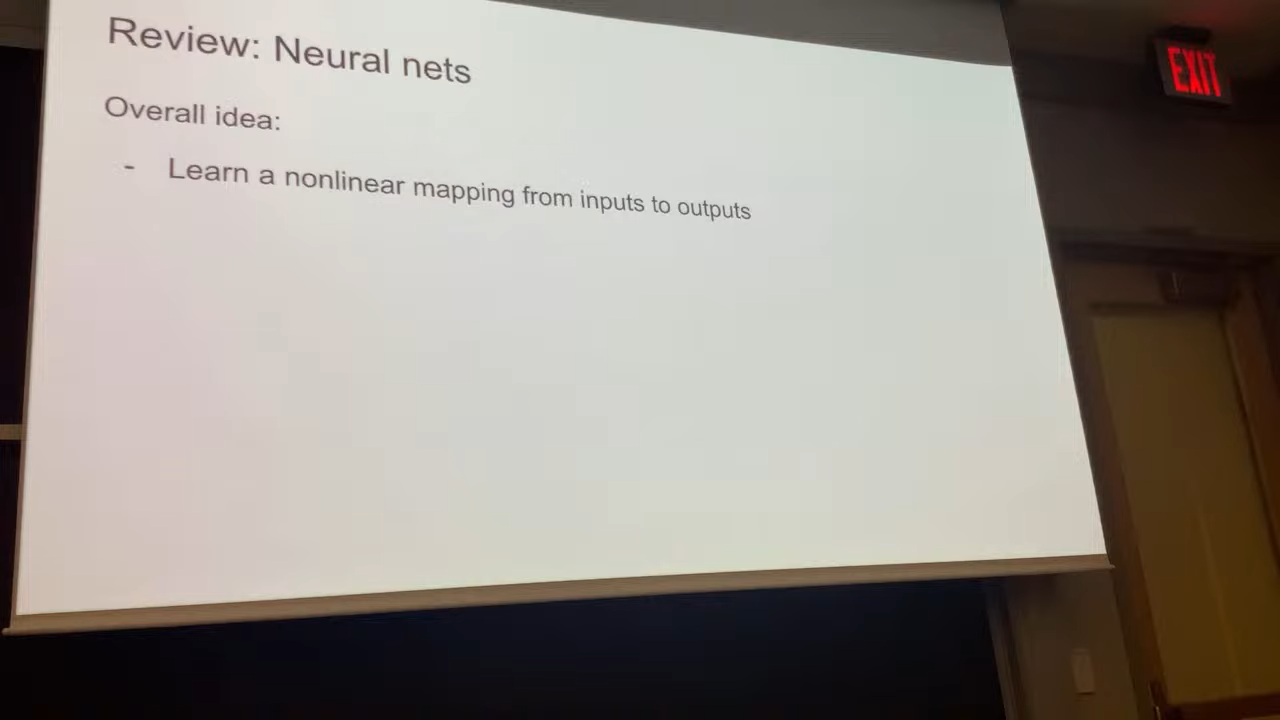 Review: Neural nets
Overall idea:
- Learn a nonlinear mapping from inputs to outputs
EXIT